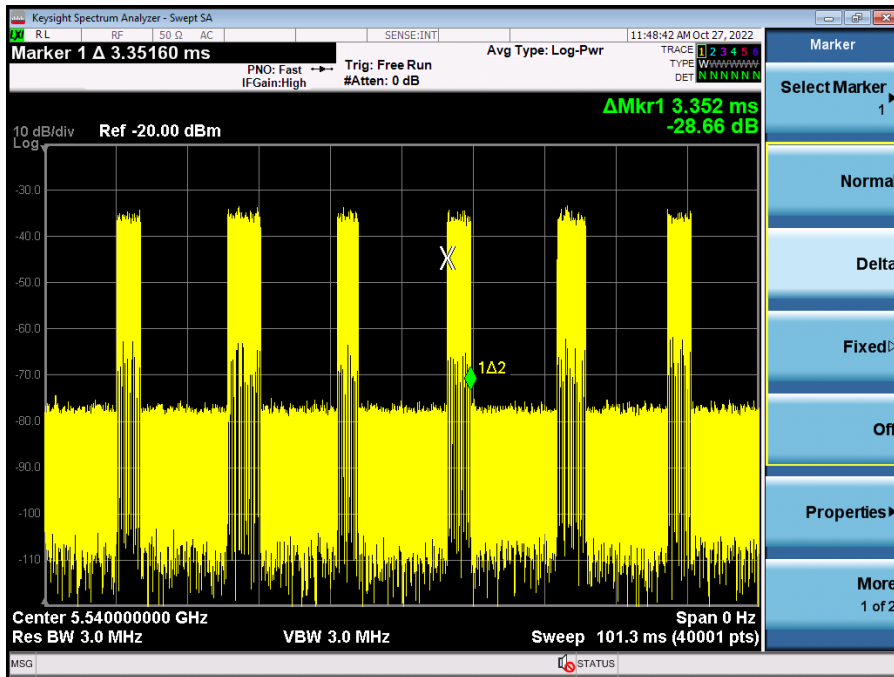 Keysight Spectrum Analyzer - Swept SA
LXI RL RF 50 Ω AC SENSE:INT 11:48:42 AM Oct 27, 2022
Marker 1 Δ 3.35160 ms
PNO: Fast
IFGain:High
Trig: Free Run
#Atten: 0 dB
Avg Type: Log-Pwr
TRACE 1 2 3 4 5 6
TYPE WWWWWW
DET N N N N N N
Marker
Select Marker
1
Normal
Delta
Fixed
Off
Properties
More
1 of 2
ΔMkr1 3.352 ms
-28.66 dB
10 dB/div Ref -20.00 dBm
Log
-30.0
-40.0
-50.0
-60.0
-70.0
-80.0
-90.0
-100
-110
X
1Δ2
Center 5.540000000 GHz Span 0 Hz
Res BW 3.0 MHz VBW 3.0 MHz Sweep 101.3 ms (40001 pts)
MSG STATUS